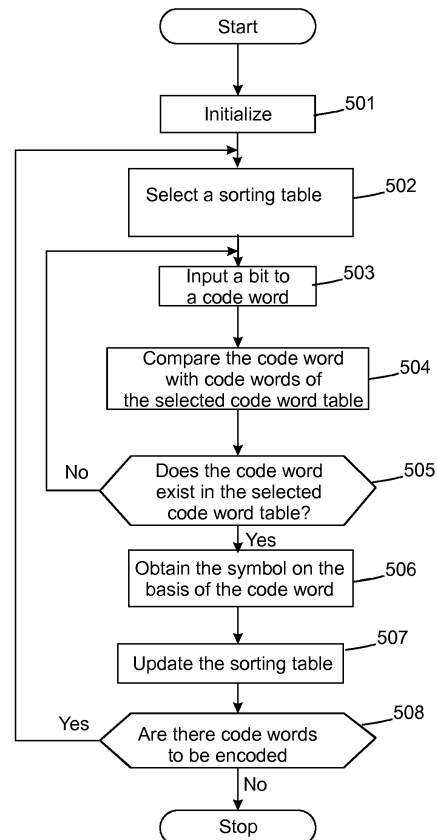 Start
Initialize
501
Select a sorting table
502
Input a bit to
a code word
503
Compare the code word
with code words of
the selected code word table
504
Does the code word
exist in the selected
code word table?
505
No
Yes
Obtain the symbol on the
basis of the code word
506
Update the sorting table
507
Are there code words
to be encoded
508
Yes
No
Stop